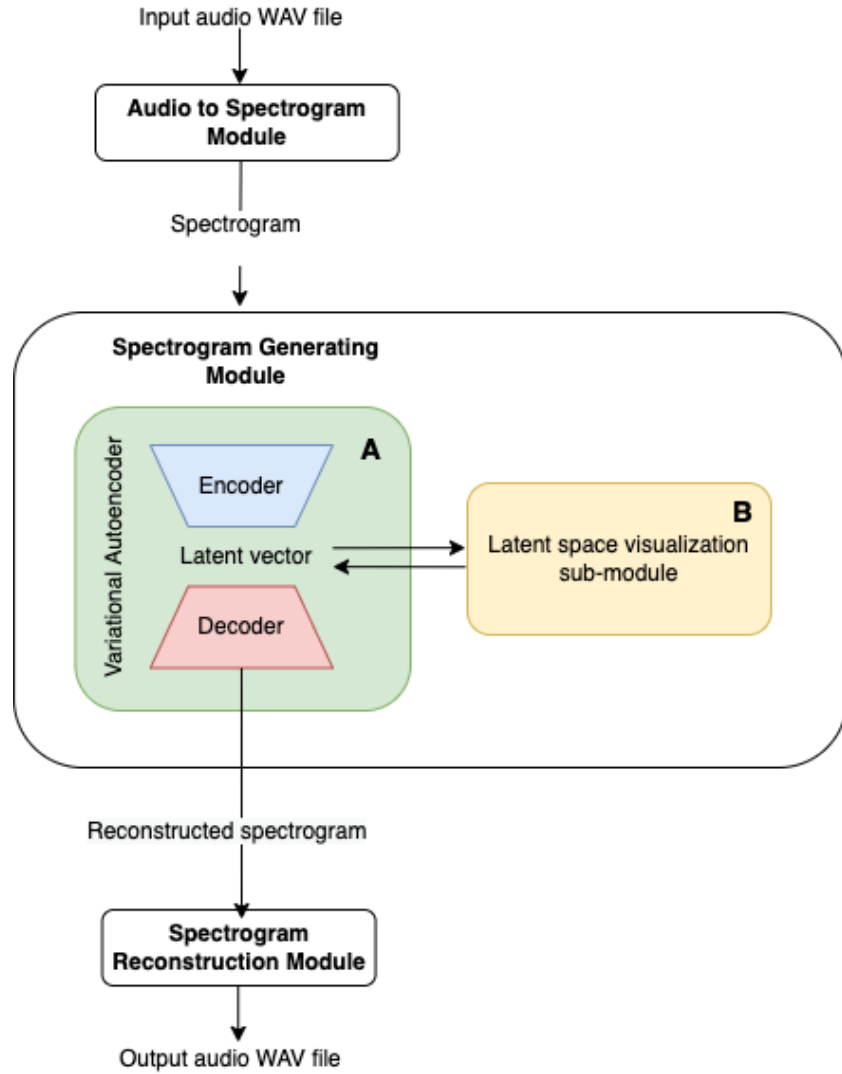 Input audio WAV file
Audio to Spectrogram
Module
Spectrogram
Spectrogram Generating
Module
Variational Autoencoder
A
Encoder
Latent vector
Decoder
B
Latent space visualization
sub-module
Reconstructed spectrogram
Spectrogram
Reconstruction Module
Output audio WAV file